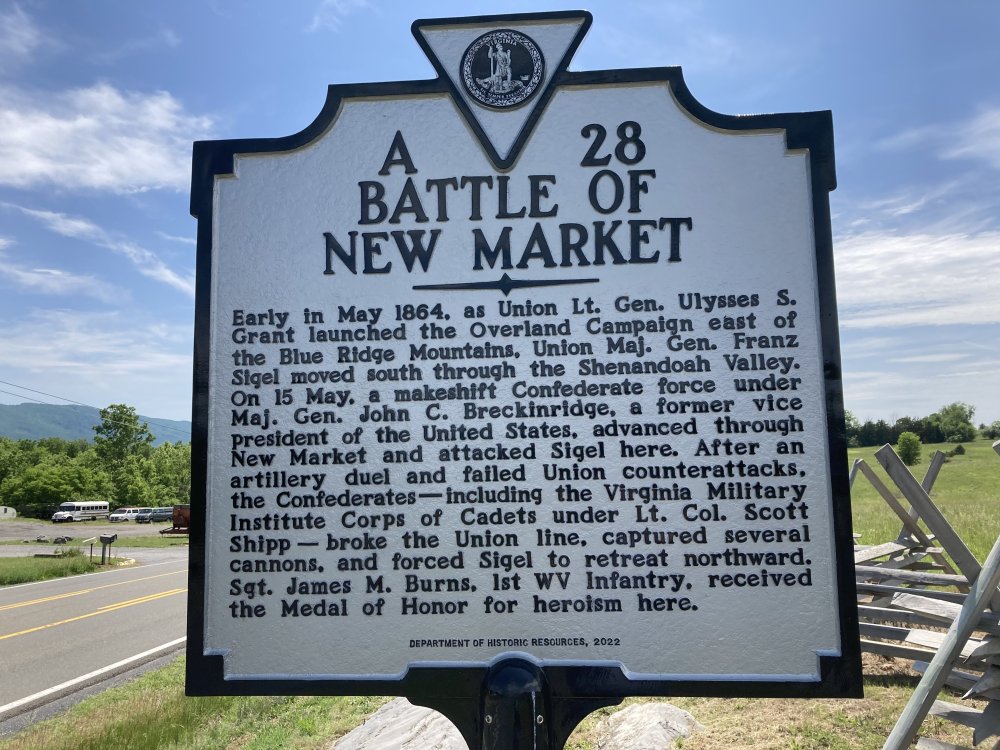 VIRGINIA
A 28
BATTLE OF
NEW MARKET
Early in May 1864, as Union Lt. Gen. Ulysses S.
Grant launched the Overland Campaign east of
the Blue Ridge Mountains, Union Maj. Gen. Franz
Sigel moved south through the Shenandoah Valley.
On 15 May, a makeshift Confederate force under
Maj. Gen. John C. Breckinridge, a former vice
president of the United States, advanced through
New Market and attacked Sigel here. After an
artillery duel and failed Union counterattacks,
the Confederates—including the Virginia Military
Institute Corps of Cadets under Lt. Col. Scott
Shipp—broke the Union line, captured several
cannons, and forced Sigel to retreat northward.
Sgt. James M. Burns, 1st WV Infantry, received
the Medal of Honor for heroism here.
DEPARTMENT OF HISTORIC RESOURCES, 2022